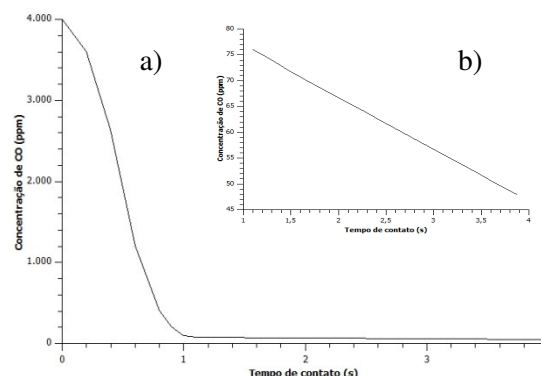 a)
b)
Concentração de CO (ppm)
4.000
3.000
2.000
1.000
0
0 1 2 3
Tempo de contato (s)
Concentração de CO (ppm)
80
75
70
65
60
55
50
45
1 1,5 2 2,5 3 3,5 4
Tempo de contato (s)